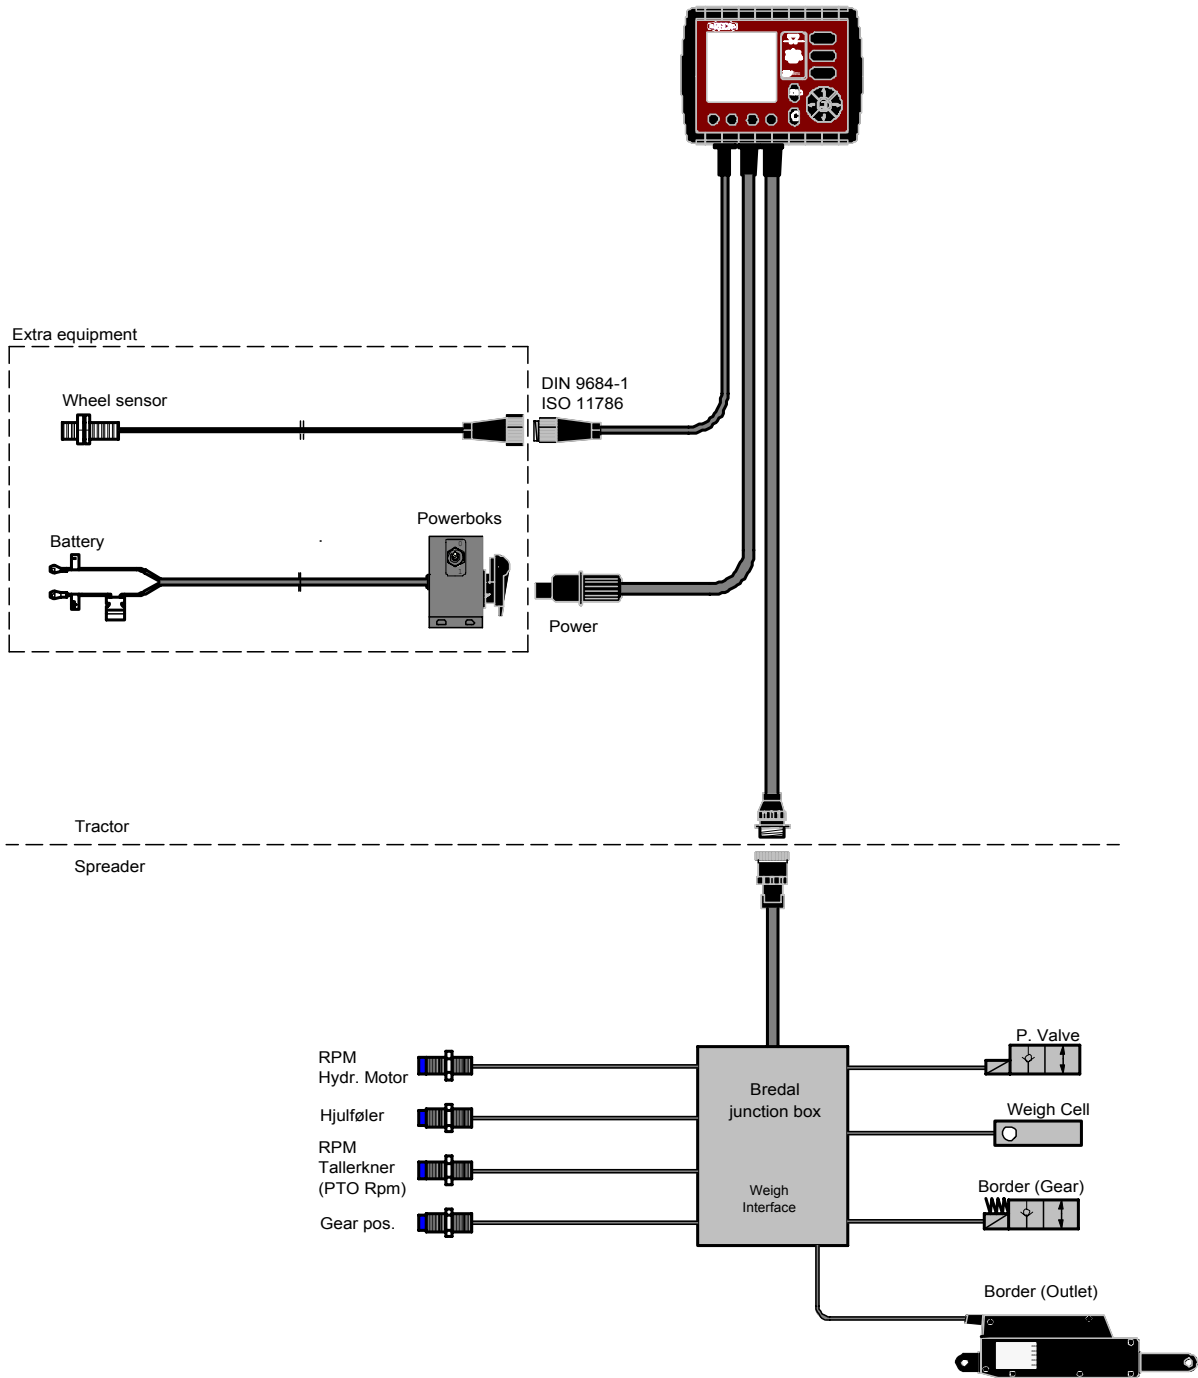 Extra equipment
Wheel sensor
DIN 9684-1
ISO 11786
Powerboks
Battery
Power
Tractor
Spreader
RPM
Hydr. Motor
Hjulføler
RPM
Tallerkner
(PTO Rpm)
Gear pos.
Bredal
junction box
Weigh
Interface
P. Valve
Weigh Cell
Border (Gear)
Border (Outlet)